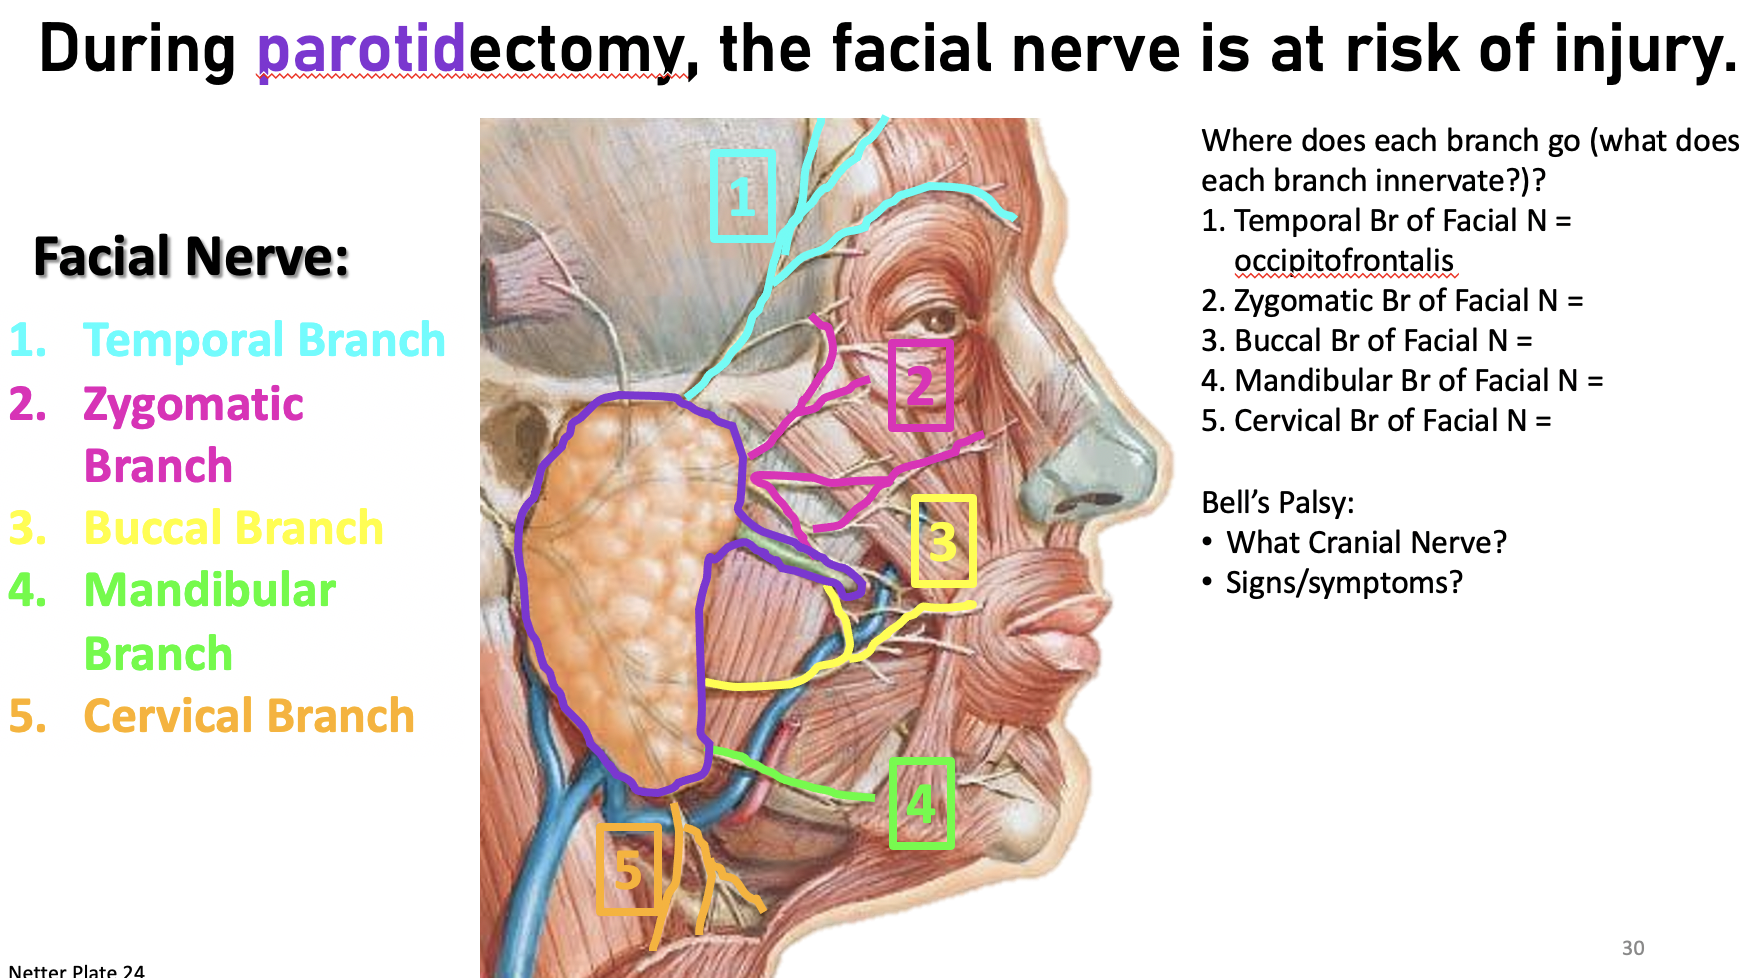 During parotidectomy, the facial nerve is at risk of injury.
Facial Nerve:
1. Temporal Branch
2. Zygomatic
Branch
3. Buccal Branch
4. Mandibular
Branch
5. Cervical Branch
1
2
3
4
5
Where does each branch go (what does
each branch innervate?)?
1. Temporal Br of Facial N =
occipitofrontalis
2. Zygomatic Br of Facial N =
3. Buccal Br of Facial N =
4. Mandibular Br of Facial N =
5. Cervical Br of Facial N =
Bell’s Palsy:
• What Cranial Nerve?
• Signs/symptoms?
30
Netter Plate 24